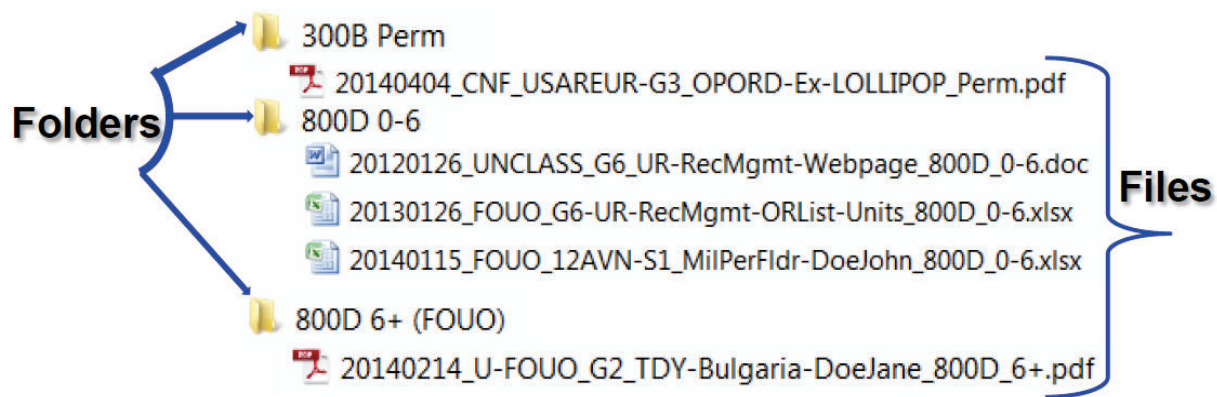 300B Perm
20140404_CNF_USAREUR-G3_OPORD-Ex-LOLLIPOP_Perm.pdf
Folders
800D 0-6
20120126_UNCLASS_G6_UR-RecMgmt-Webpage_800D_0-6.doc
Files
20130126_FOUO_G6-UR-RecMgmt-ORList-Units_800D_0-6.xlsx
20140115_FOUO_12AVN-S1_MilPerFldr-DoeJohn_800D_0-6.xlsx
800D 6+ (FOUO)
20140214_U-FOUO_G2_TDY-Bulgaria-DoeJane_800D_6+.pdf